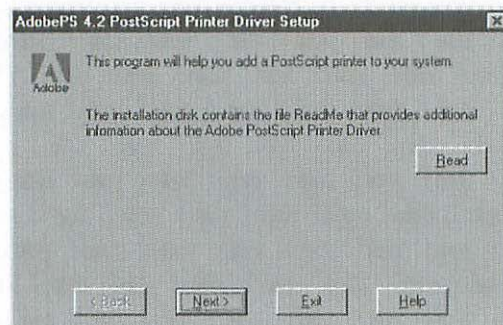 AdobePS 4.2 PostScript Printer Driver Setup
Adobe
This program will help you add a PostScript printer to your system.
The installation disk contains the file ReadMe that provides additional
infomation about the Adobe PostScript Printer Driver.
Read
< Back
Next >
Exit
Help